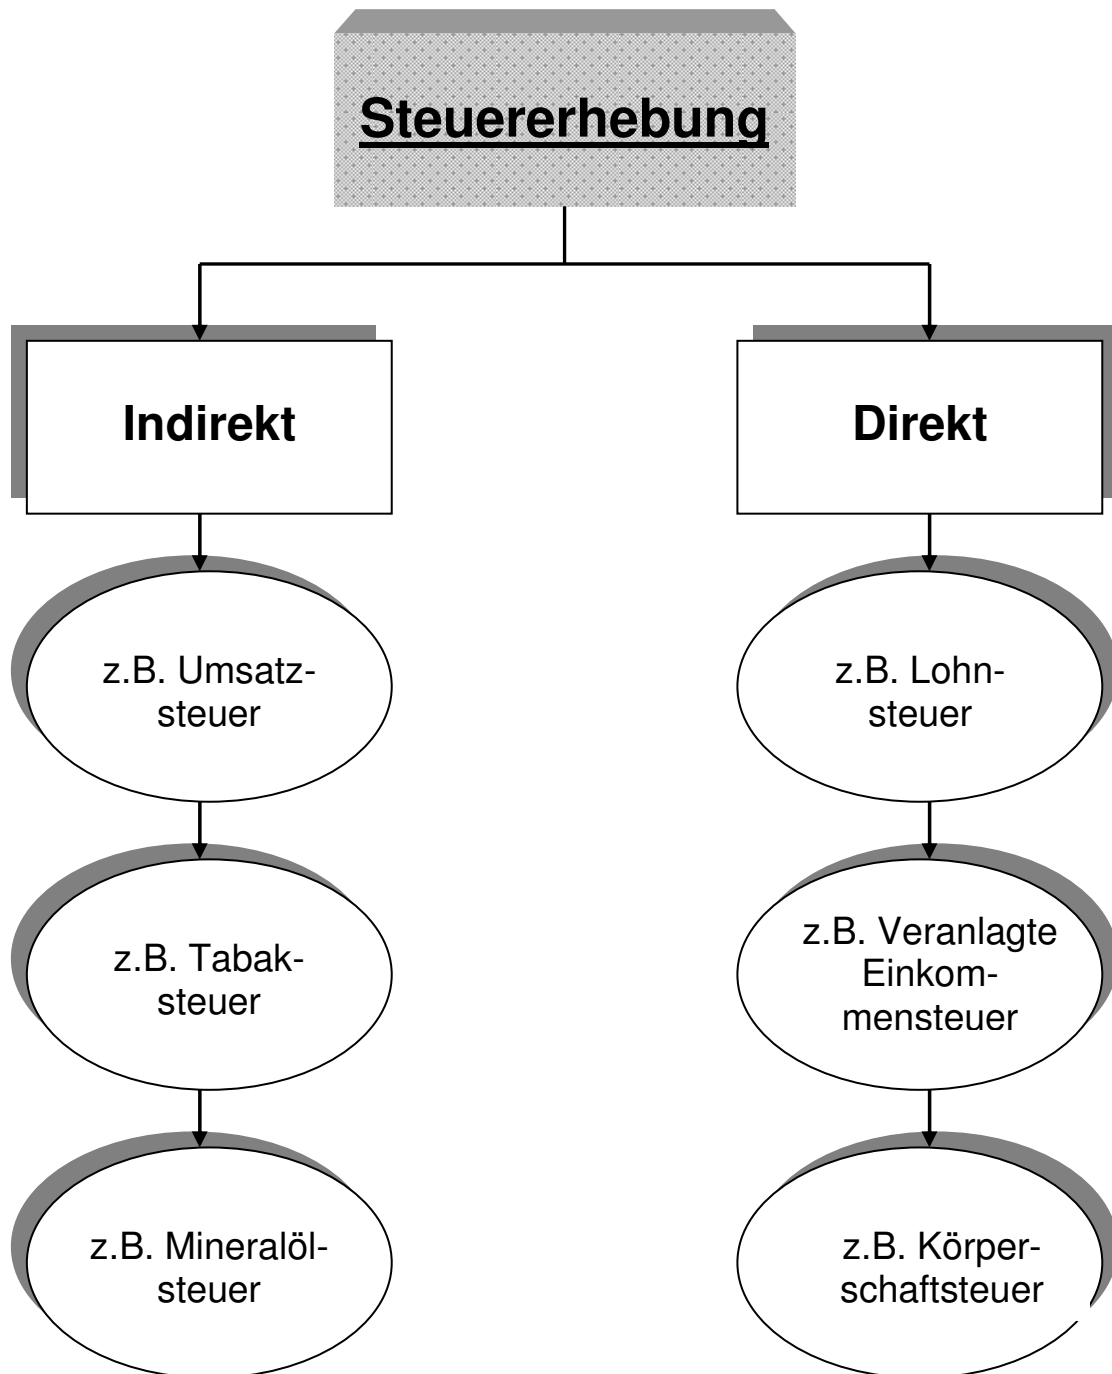 Steuererhebung
Indirekt
Direkt
z.B. Umsatz-
steuer
z.B. Lohn-
steuer
z.B. Tabak-
steuer
z.B. Veranlagte
Einkom-
mensteuer
z.B. Mineralöl-
steuer
z.B. Körper-
schaftsteuer